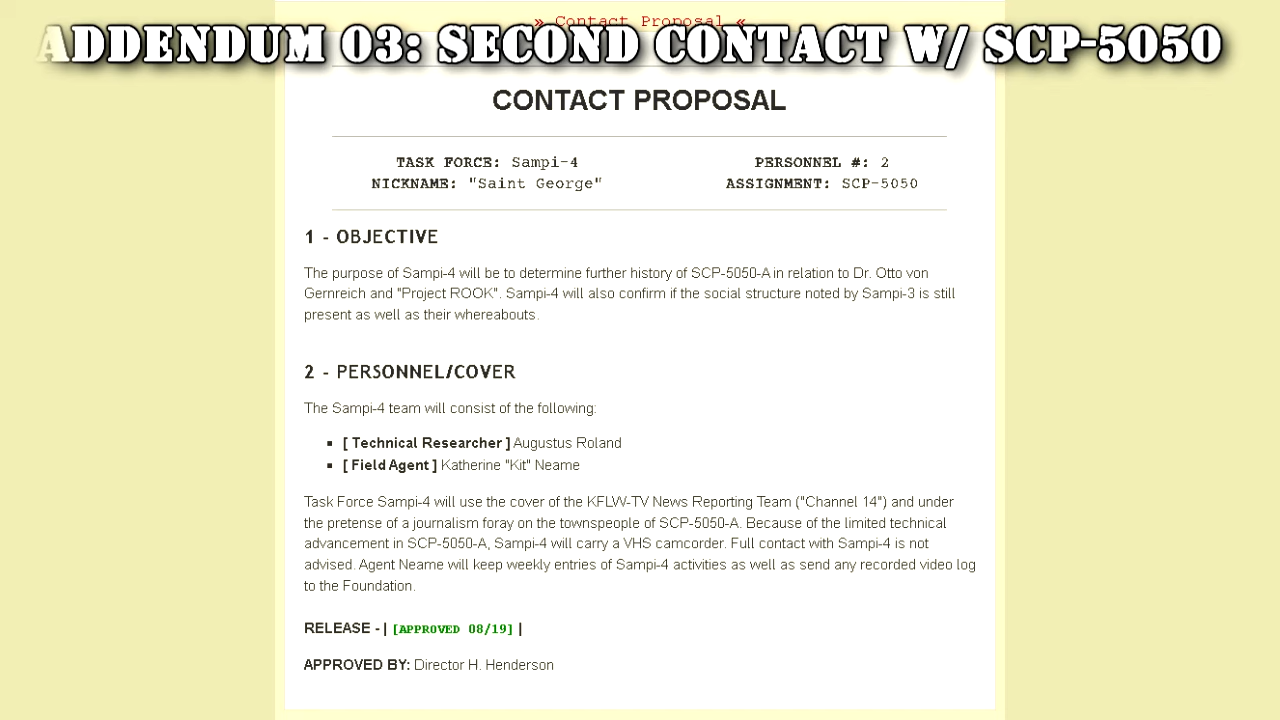 » Contact Proposal «
ADDENDUM 03: SECOND CONTACT W/ SCP-5050
CONTACT PROPOSAL
TASK FORCE: Sampi-4
PERSONNEL #: 2
NICKNAME: "Saint George"
ASSIGNMENT: SCP-5050
1 - OBJECTIVE
The purpose of Sampi-4 will be to determine further history of SCP-5050-A in relation to Dr. Otto von
Gernreich and "Project ROOK". Sampi-4 will also confirm if the social structure noted by Sampi-3 is still
present as well as their whereabouts.
2 - PERSONNEL/COVER
The Sampi-4 team will consist of the following:
▪ [ Technical Researcher ] Augustus Roland
▪ [ Field Agent ] Katherine "Kit" Neame
Task Force Sampi-4 will use the cover of the KFLW-TV News Reporting Team ("Channel 14") and under
the pretense of a journalism foray on the townspeople of SCP-5050-A. Because of the limited technical
advancement in SCP-5050-A, Sampi-4 will carry a VHS camcorder. Full contact with Sampi-4 is not
advised. Agent Neame will keep weekly entries of Sampi-4 activities as well as send any recorded video log
to the Foundation.
RELEASE - | [APPROVED 08/19] |
APPROVED BY: Director H. Henderson